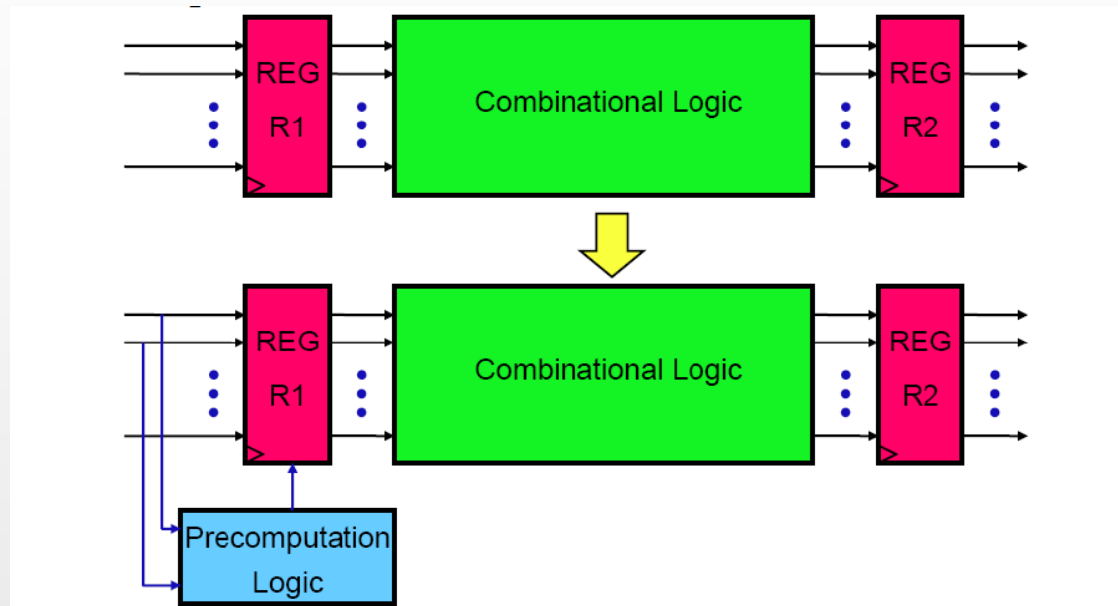 REG
R1
Combinational Logic
REG
R2
REG
R1
Combinational Logic
REG
R2
Precomputation
Logic